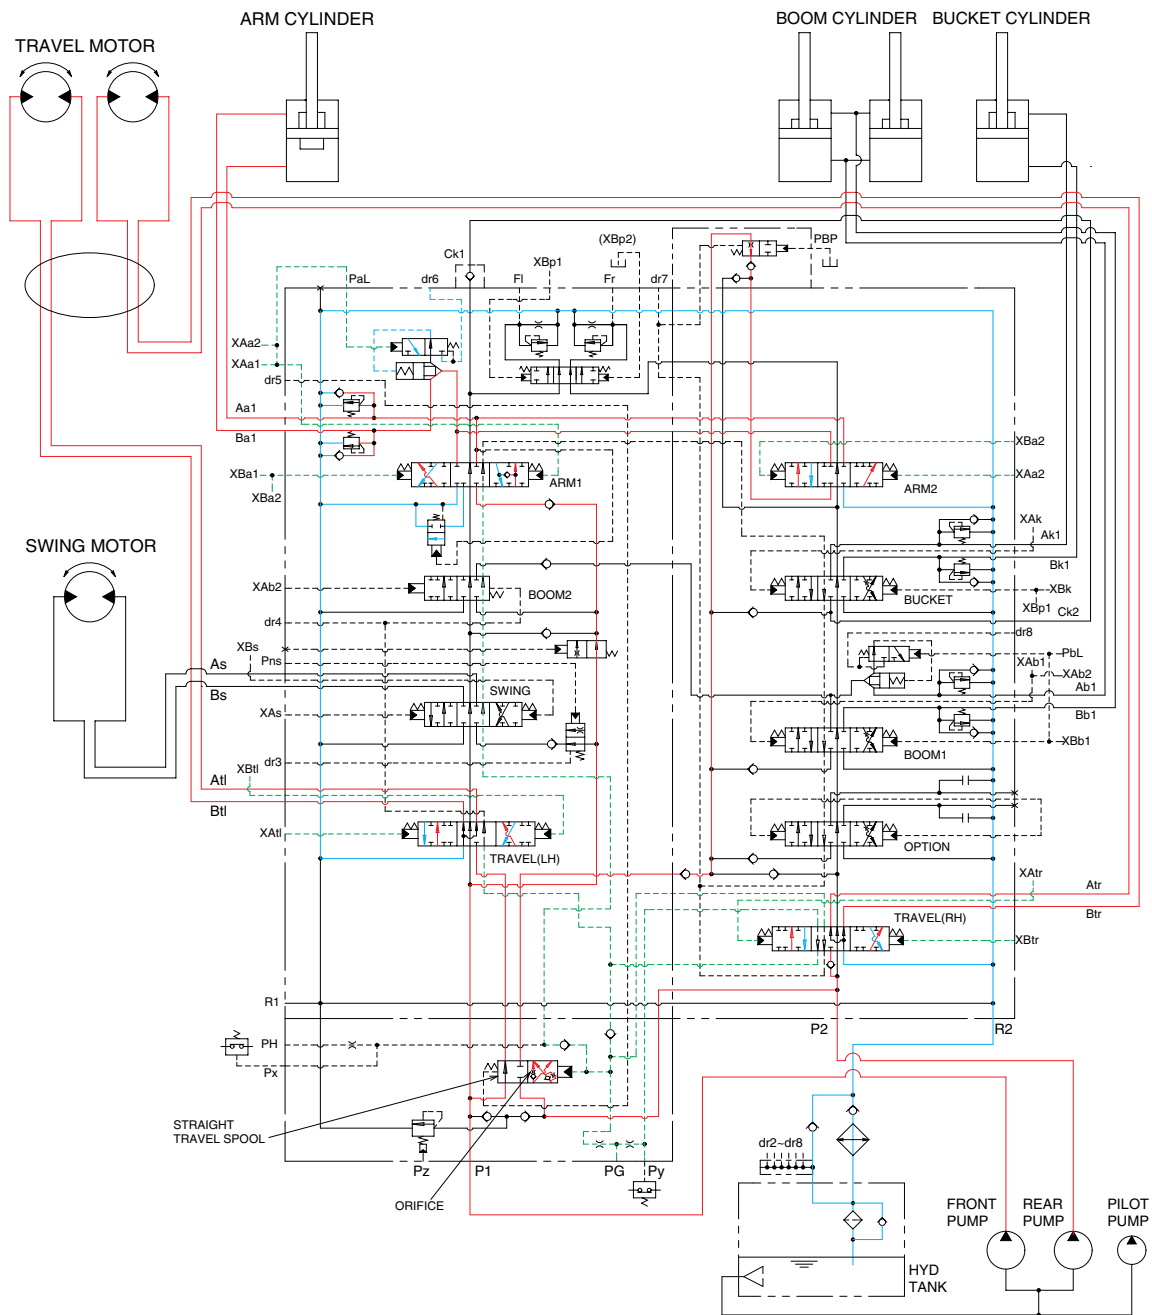 ARM CYLINDER
BOOM CYLINDER
BUCKET CYLINDER
TRAVEL MOTOR
(XBp2)
PBP
Ck1
XBp1
PaL
dr6
Fl
Fr
dr7
XAa2
XAa1
dr5
Aa1
Ba1
XBa1
XBa2
ARM1
XBa2
XAa2
ARM2
XAk
Ak1
Bk1
SWING MOTOR
XAb2
BOOM2
BUCKET
XBk
XBp1
Ck2
dr4
dr8
XBs
Pns
PbL
XAb1
XAb2
Ab1
As
Bs
SWING
XAs
Bb1
XBb1
BOOM1
dr3
XBtl
Atl
Btl
XAtl
TRAVEL(LH)
OPTION
XAtr
Atr
TRAVEL(RH)
Btr
XBtr
R1
P2
R2
PH
Px
STRAIGHT
TRAVEL SPOOL
Pz
P1
PG
Py
ORIFICE
dr2~dr8
FRONT
PUMP
REAR
PUMP
PILOT
PUMP
HYD
TANK